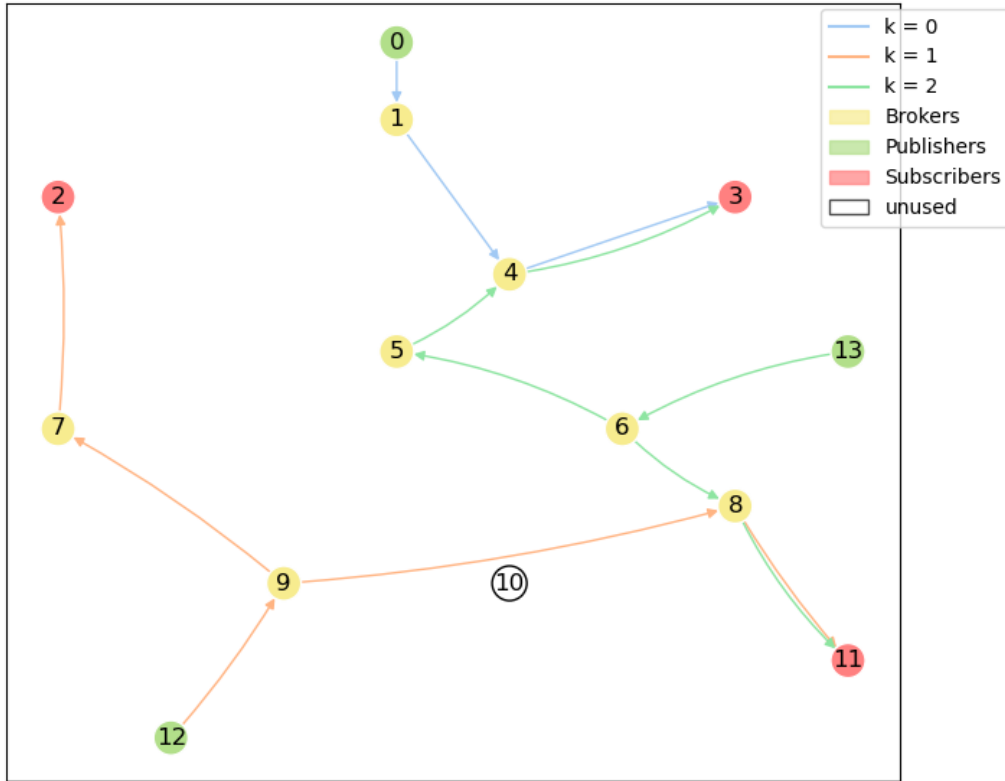 0
k = 0
k = 1
k = 2
Brokers
Publishers
Subscribers
unused
1
2
3
4
5
13
7
6
8
9
10
11
12